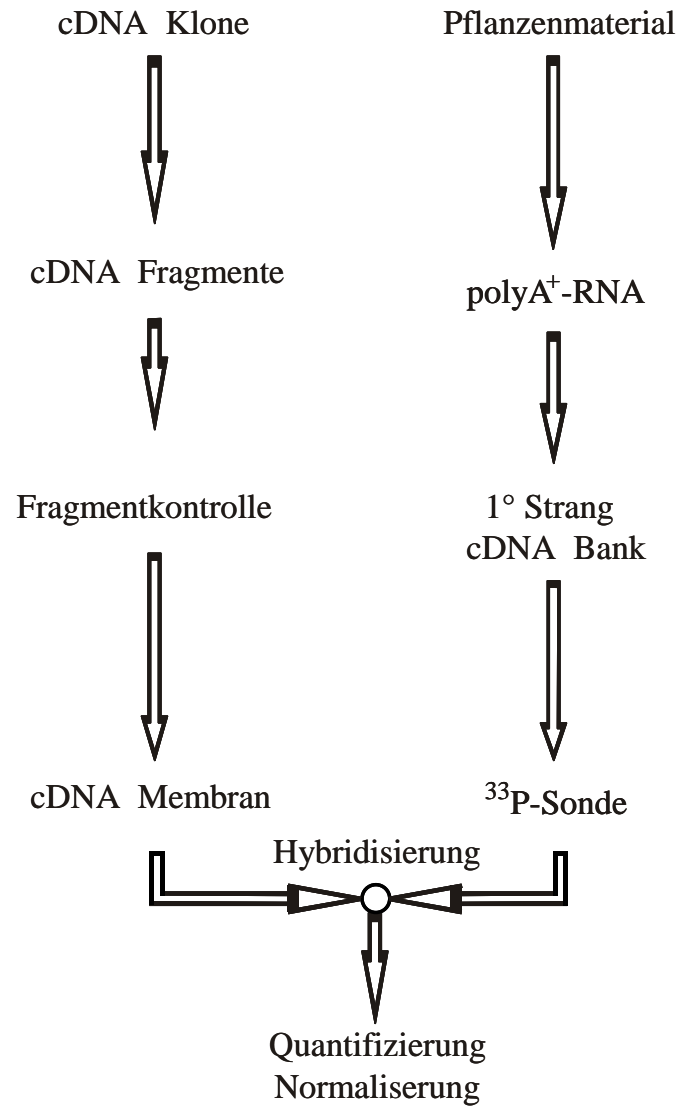 cDNA Klone
Pflanzenmaterial
cDNA Fragmente
polyA⁺-RNA
Fragmentkontrolle
1° Strang
cDNA Bank
cDNA Membran
³³P-Sonde
Hybridisierung
Quantifizierung
Normaliserung